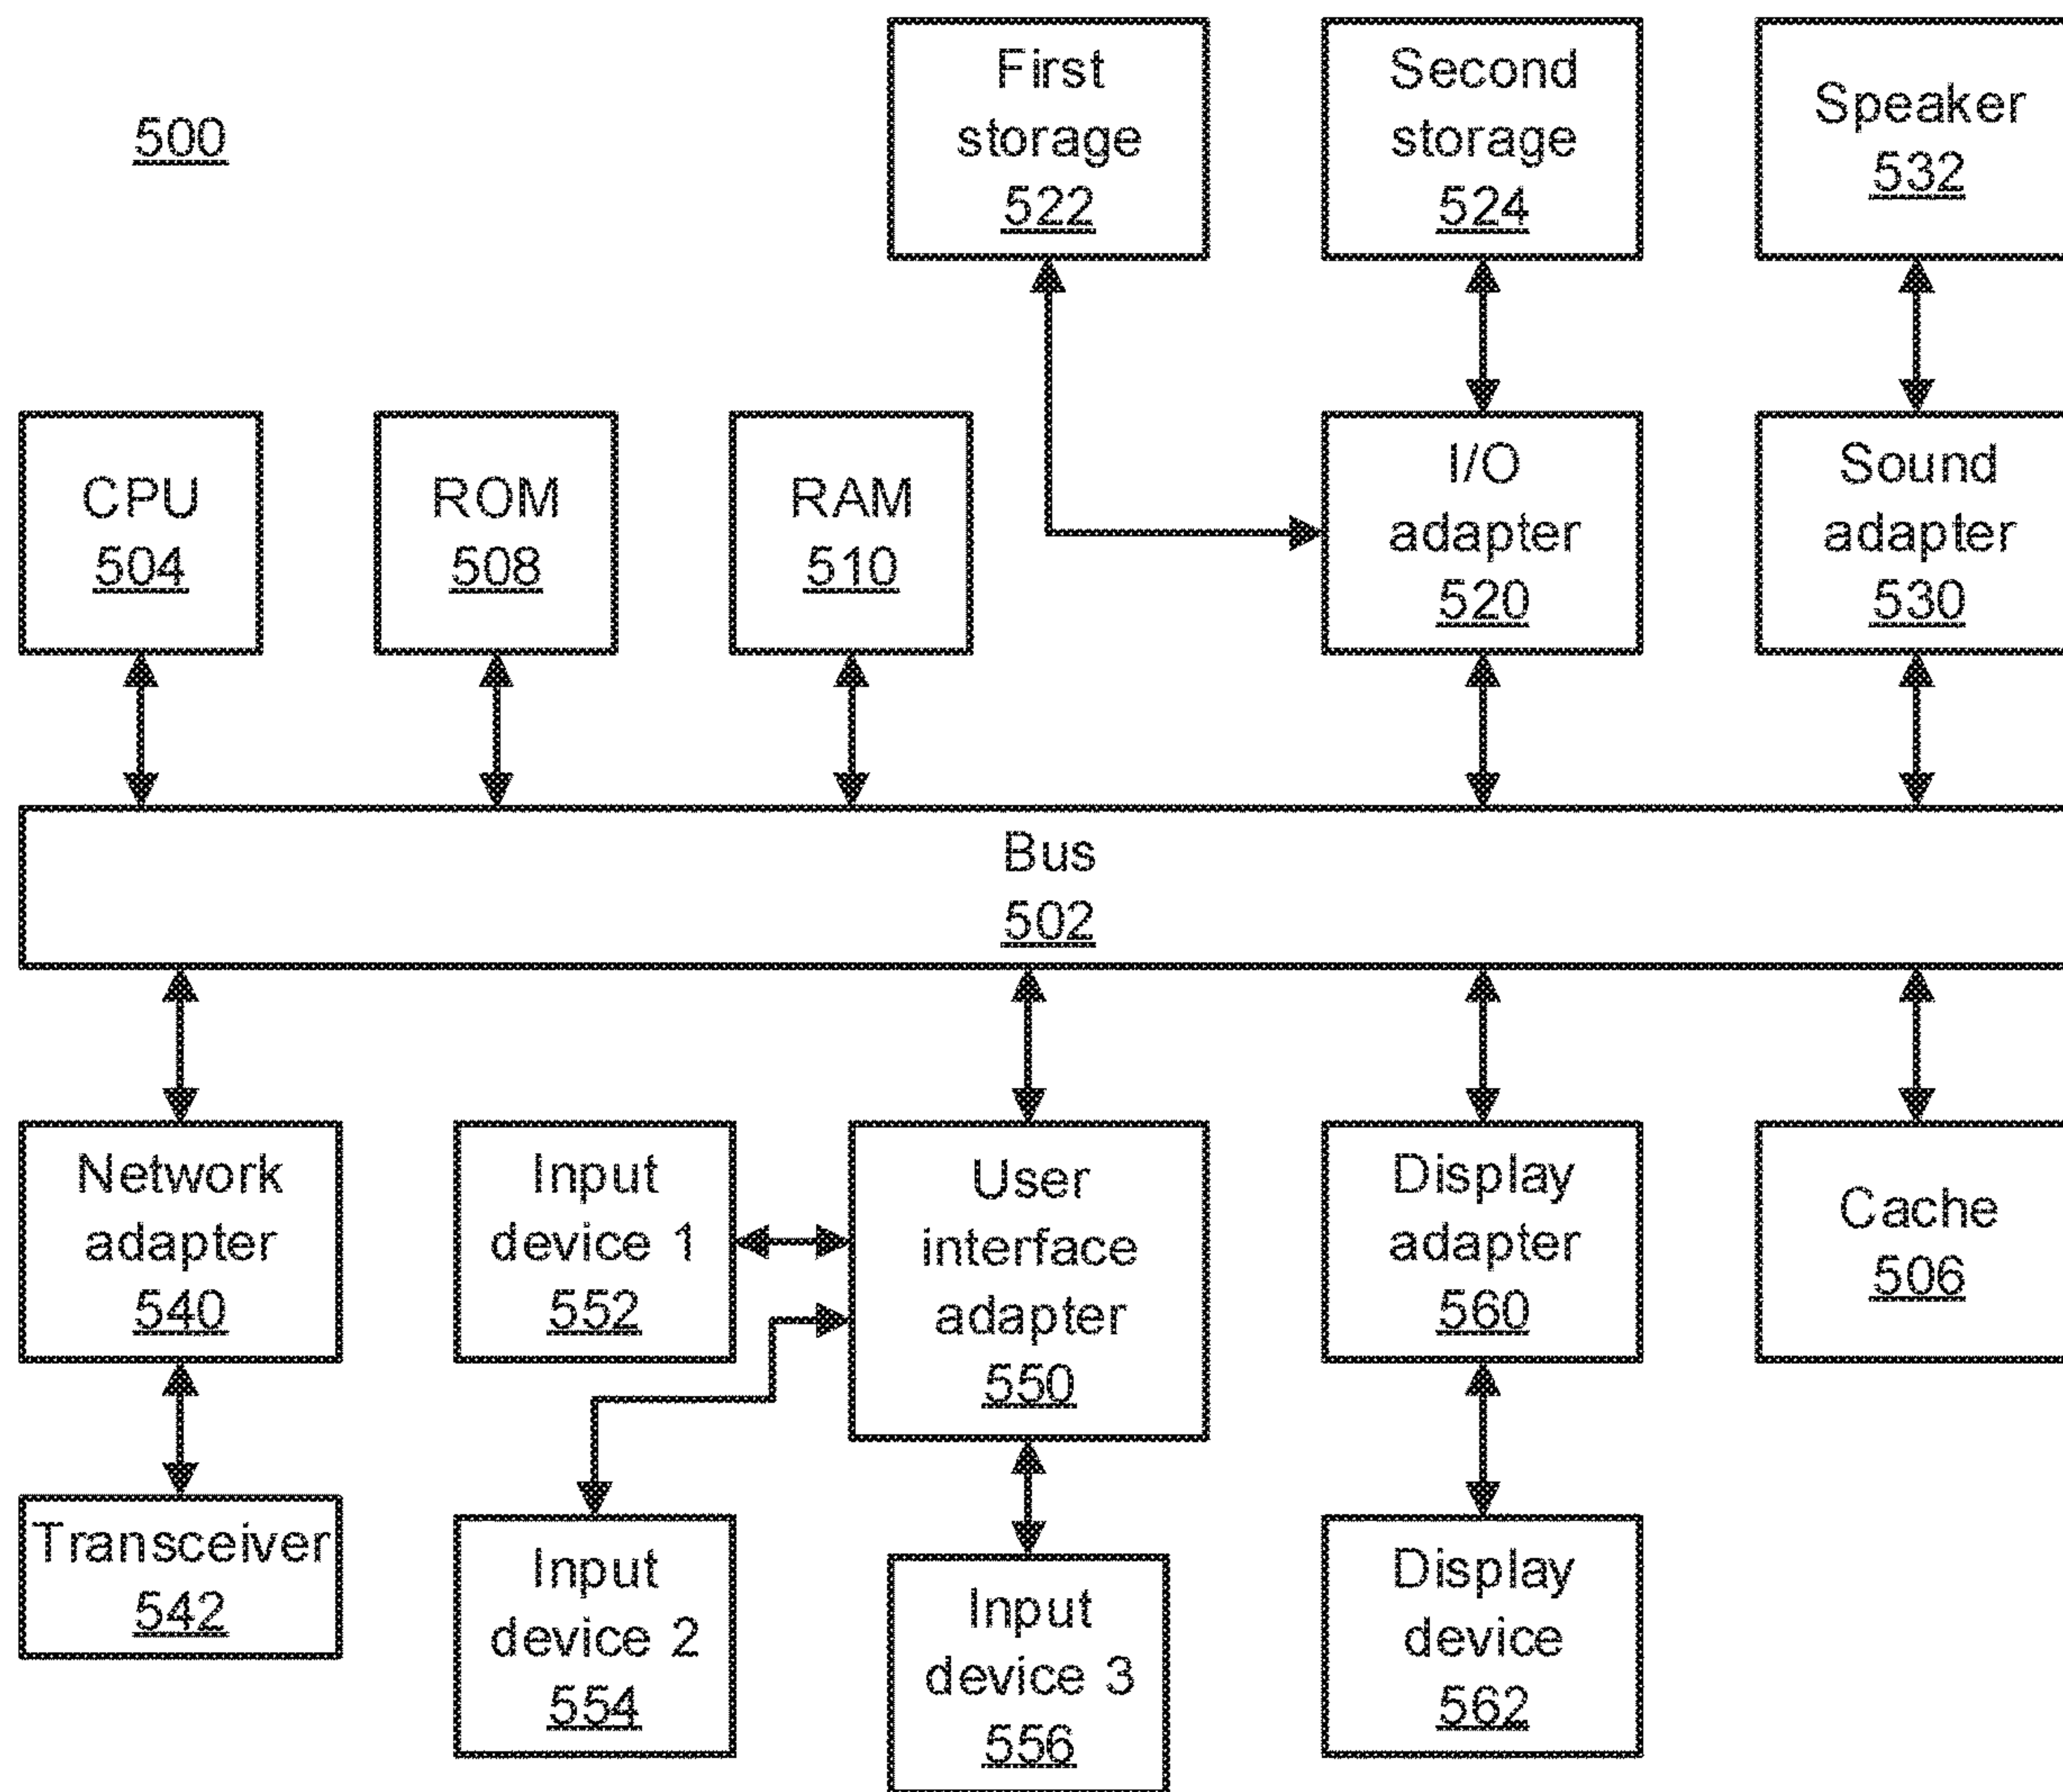 500
First
storage
522
Second
storage
524
Speaker
532
CPU
504
ROM
508
RAM
510
I/O
adapter
520
Sound
adapter
530
Bus
502
Network
adapter
540
Input
device 1
552
User
interface
adapter
550
Display
adapter
560
Cache
506
Transceiver
542
Input
device 2
554
Input
device 3
556
Display
device
562